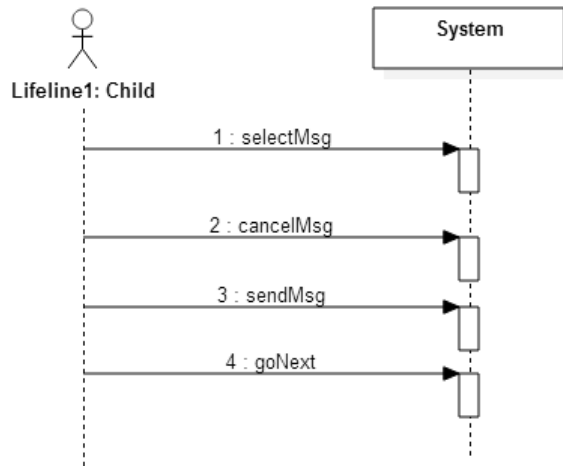 System
Lifeline1: Child
1 : selectMsg
2 : cancelMsg
3 : sendMsg
4 : goNext